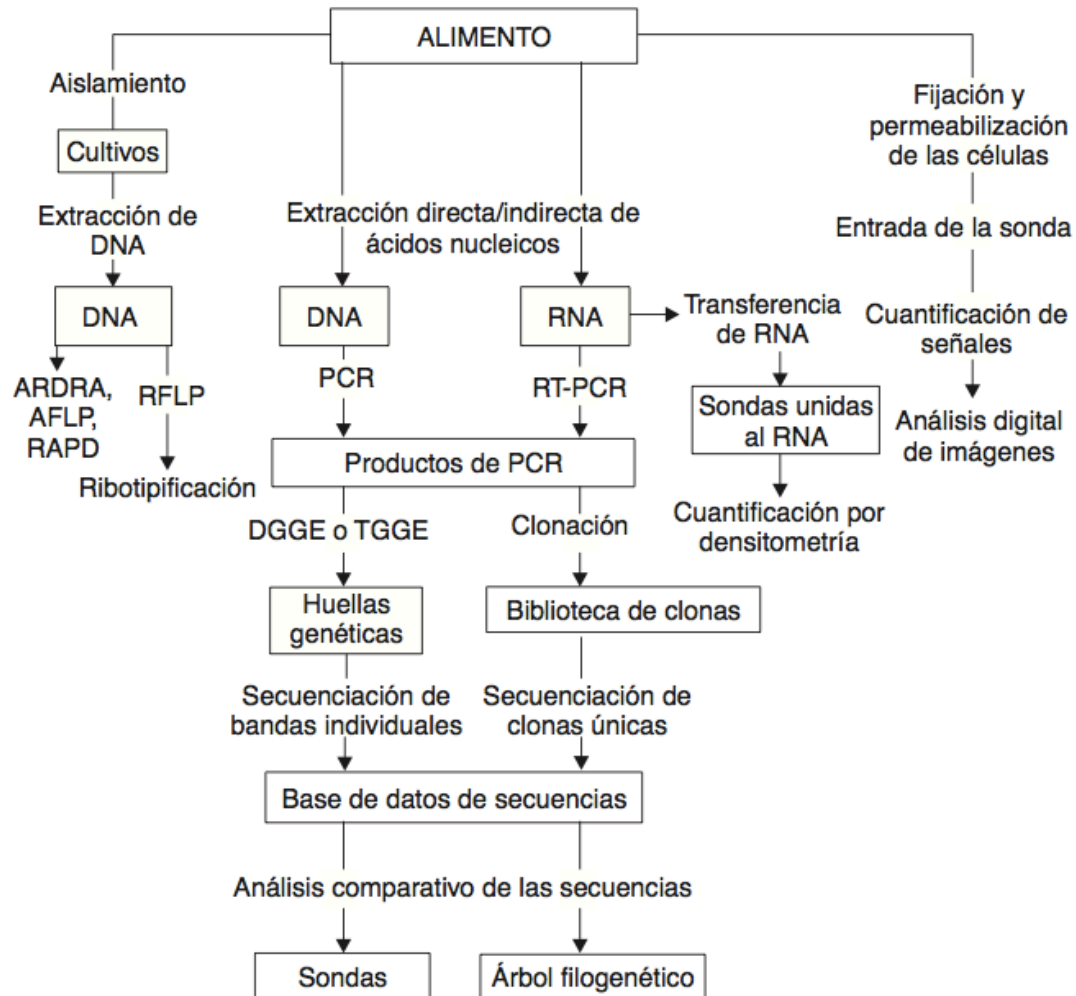 ALIMENTO
Aislamiento
Cultivos
Extracción de
DNA
DNA
ARDRA,
AFLP,
RAPD
RFLP
Ribotipificación
Extracción directa/indirecta de
ácidos nucleicos
DNA
RNA
PCR
RT-PCR
Transferencia
de RNA
Sondas unidas
al RNA
Cuantificación por
densitometría
Productos de PCR
DGGE o TGGE
Clonación
Huellas
genéticas
Biblioteca de clonas
Secuenciación de
bandas individuales
Secuenciación de
clonas únicas
Base de datos de secuencias
Análisis comparativo de las secuencias
Sondas
Árbol filogenético
Fijación y
permeabilización
de las células
Entrada de la sonda
Cuantificación de
señales
Análisis digital
de imágenes